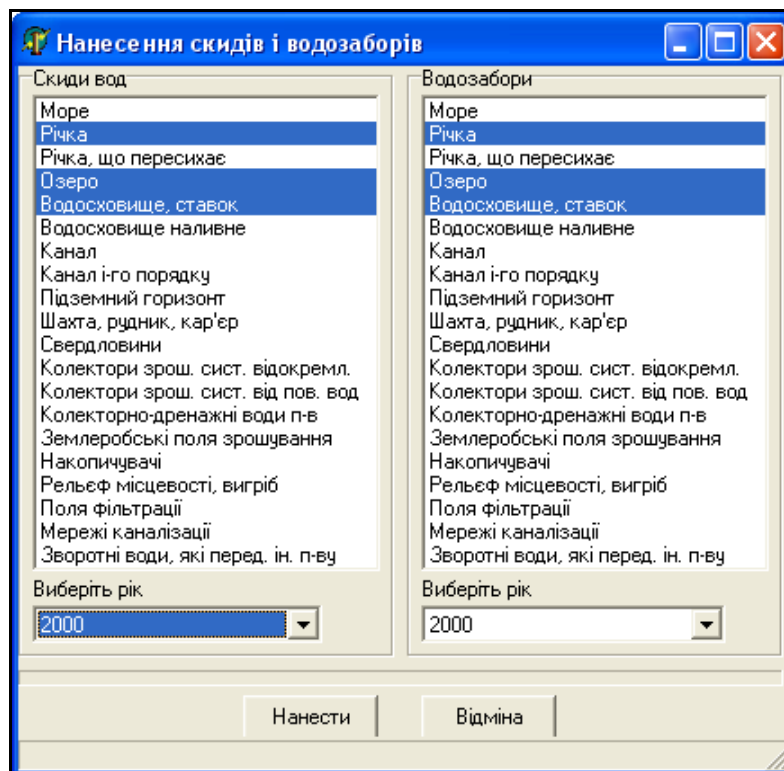 Нанесення скидів і водозаборів
Скиди вод
Море
Річка
Річка, що пересихає
Озеро
Водосховище, ставок
Водосховище наливне
Канал
Канал і-го порядку
Підземний горизонт
Шахта, рудник, кар'єр
Свердловини
Колектори зрош. сист. відокремл.
Колектори зрош. сист. від пов. вод
Колекторно-дренажні води п-в
Землеробські поля зрошування
Накопичувачі
Рельєф місцевості, вигріб
Поля фільтрації
Мережі каналізації
Зворотні води, які перед. ін. п-ву
Виберіть рік
2000
Водозабори
Море
Річка
Річка, що пересихає
Озеро
Водосховище, ставок
Водосховище наливне
Канал
Канал і-го порядку
Підземний горизонт
Шахта, рудник, кар'єр
Свердловини
Колектори зрош. сист. відокремл.
Колектори зрош. сист. від пов. вод
Колекторно-дренажні води п-в
Землеробські поля зрошування
Накопичувачі
Рельєф місцевості, вигріб
Поля фільтрації
Мережі каналізації
Зворотні води, які перед. ін. п-ву
Виберіть рік
2000
Нанести
Відміна